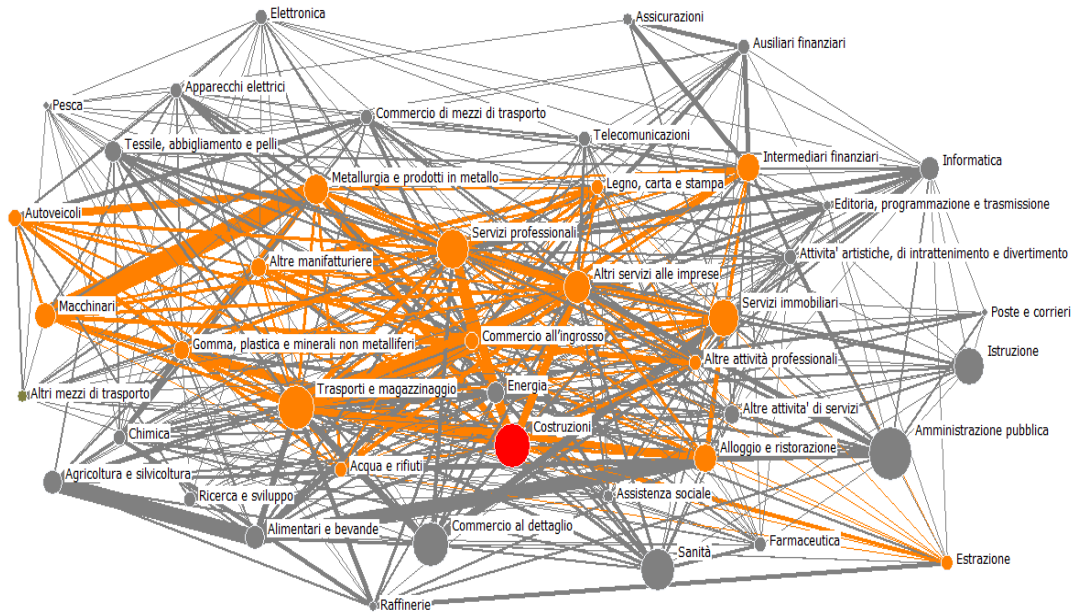 Elettronica
Assicurazioni
Ausiliari finanziari
Apparecchi elettrici
Pesca
Commercio di mezzi di trasporto
Telecomunicazioni
Tessile, abbigliamento e pelli
Intermediari finanziari
Informatica
Metallurgia e prodotti in metallo
Legno, carta e stampa
Editoria, programmazione e trasmissione
Autoveicoli
Servizi professionali
Attivita' artistiche, di intrattenimento e divertimento
Altre manifatturiere
Altri servizi alle imprese
Macchinari
Servizi immobiliari
Poste e corrieri
Commercio all'ingrosso
Gomma, plastica e minerali non metalliferi
Altre attività professionali
Istruzione
Altri mezzi di trasporto
Trasporti e magazzinaggio
Energia
Altre attivita' di servizi
Costruzioni
Amministrazione pubblica
Chimica
Alloggio e ristorazione
Acqua e rifiuti
Agricoltura e silvicoltura
Ricerca e sviluppo
Assistenza sociale
Alimentari e bevande
Commercio al dettaglio
Farmaceutica
Sanità
Estrazione
Raffinerie